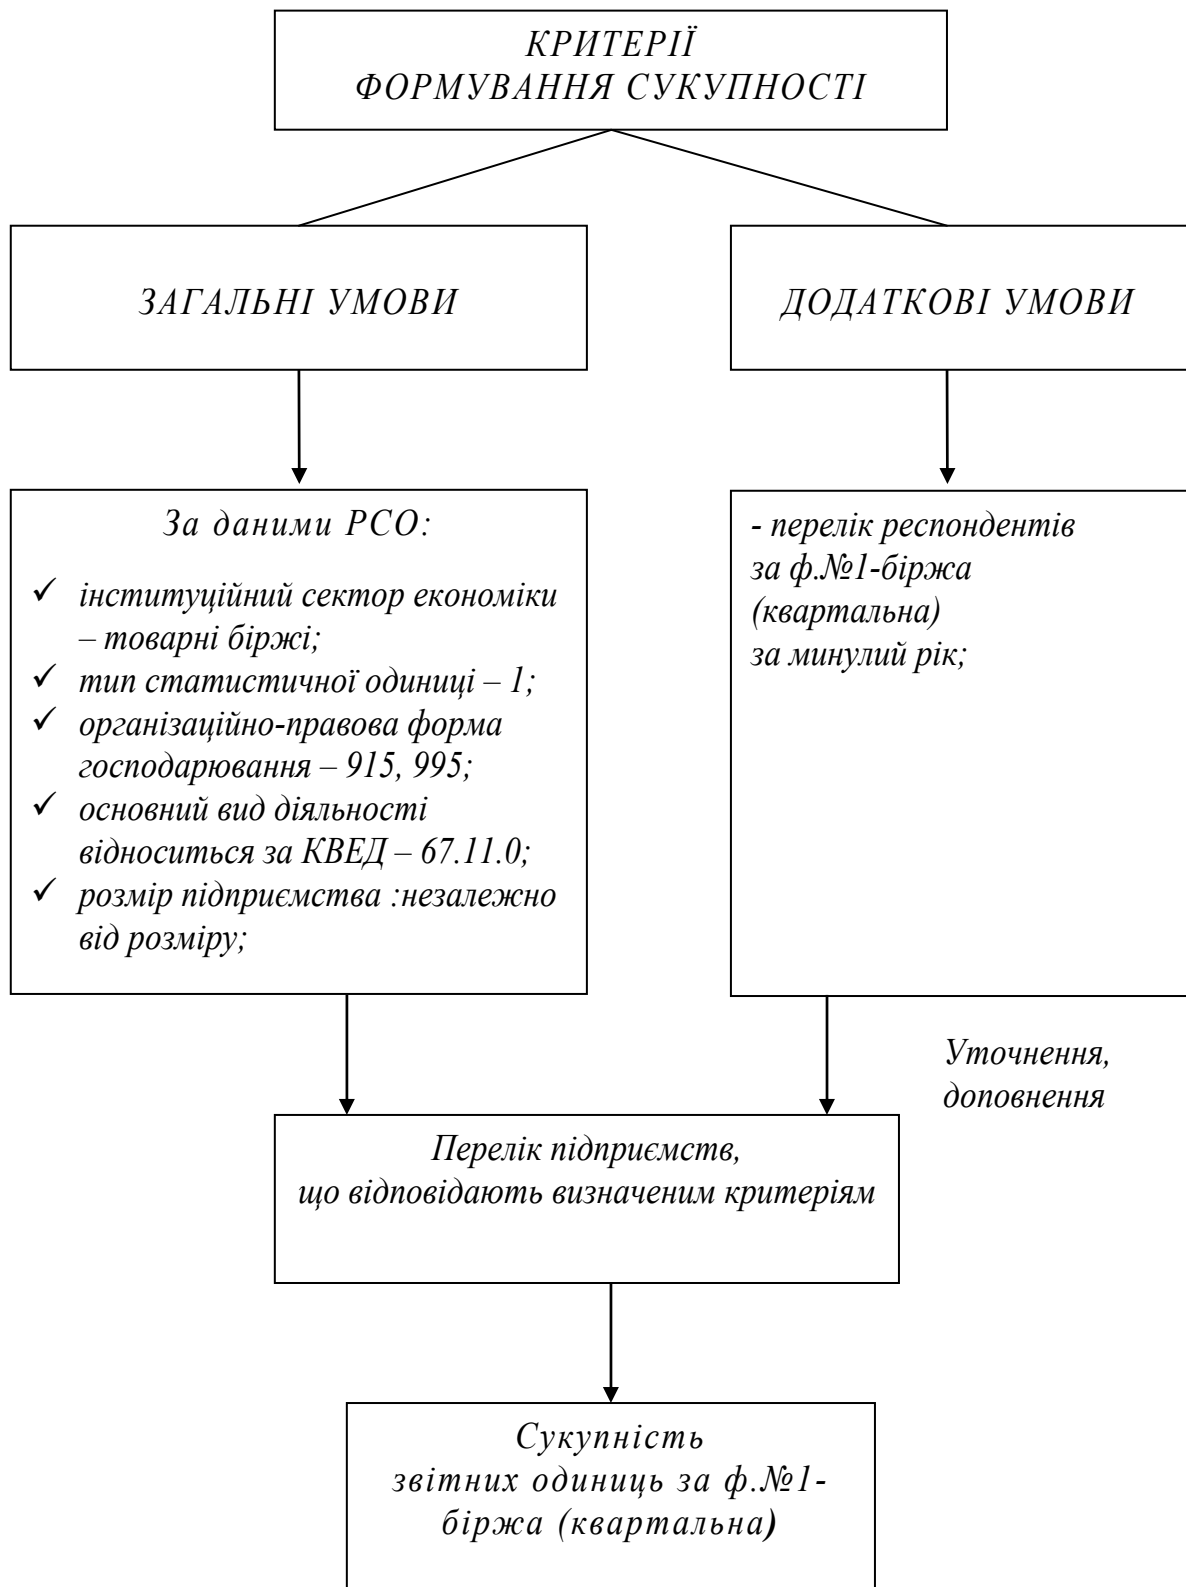 КРИТЕРІЇ
ФОРМУВАННЯ СУКУПНОСТІ
ЗАГАЛЬНІ УМОВИ
ДОДАТКОВІ УМОВИ
За даними РСО:
✓ інституційний сектор економіки
– товарні біржі;
✓ тип статистичної одиниці – 1;
✓ організаційно-правова форма
господарювання – 915, 995;
✓ основний вид діяльності
відноситься за КВЕД – 67.11.0;
✓ розмір підприємства :незалежно
від розміру;
- перелік респондентів
за ф.№1-біржа
(квартальна)
за минулий рік;
Уточнення,
доповнення
Перелік підприємств,
що відповідають визначеним критеріям
Сукупність
звітних одиниць за ф.№1-
біржа (квартальна)